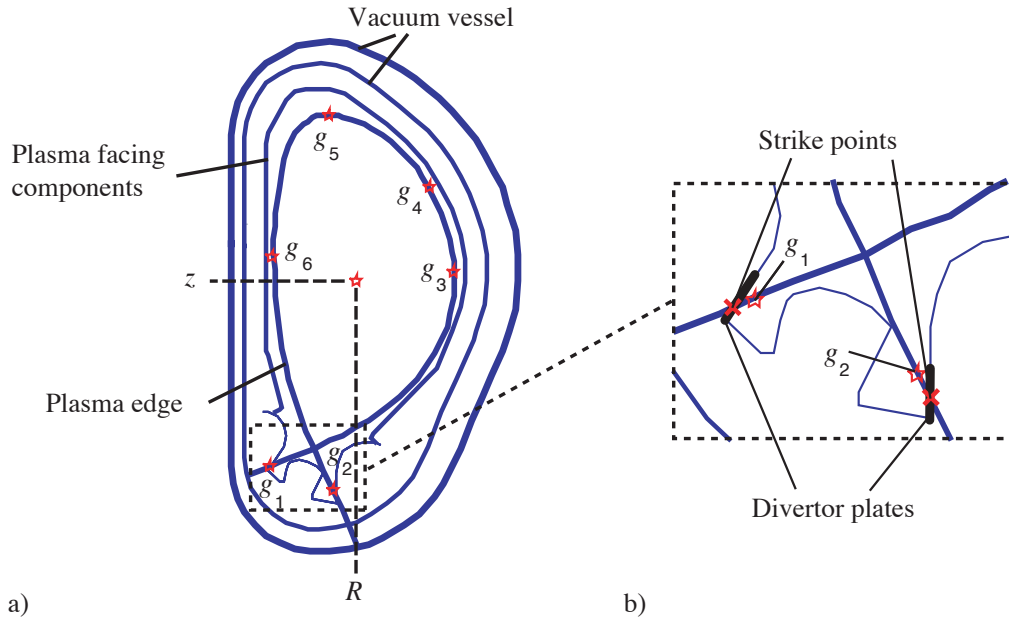 a)
Vacuum vessel
Plasma facing
components
g5
g4
g6
g3
z
Plasma edge
g2
g1
R
b)
Strike points
g1
g2
Divertor plates